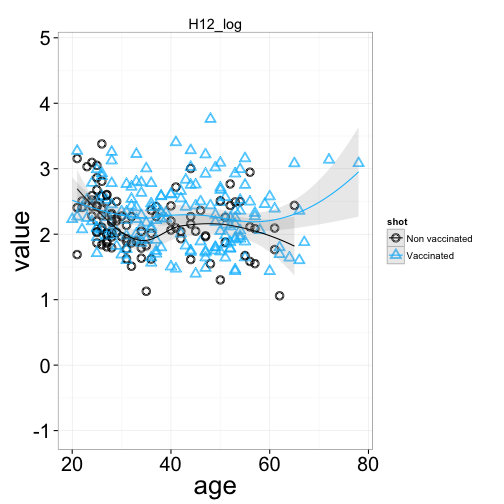 H12_log
5
4
3
2
1
0
-1
value
20 40 60 80
age
shot
Non vaccinated
Vaccinated